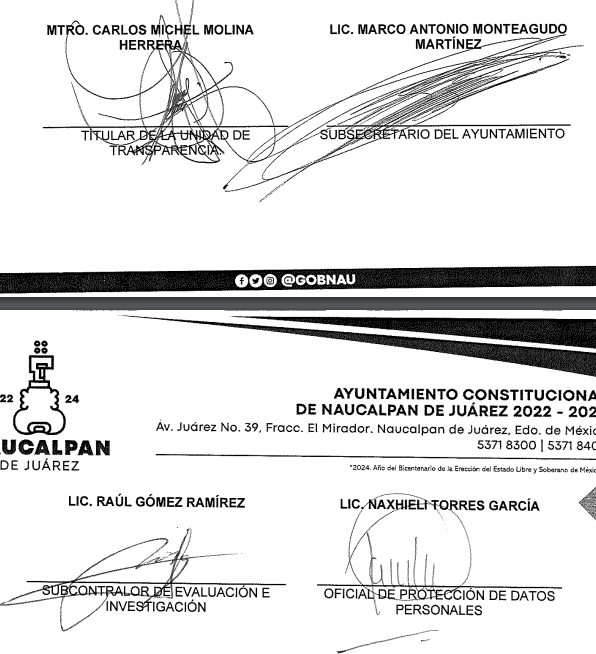 MTRO. CARLOS MICHEL MOLINA
HERRERA
TITULAR DE LA UNIDAD DE
TRANSPARENCIA
LIC. MARCO ANTONIO MONTEAGUDO
MARTÍNEZ
SUBSECRETARIO DEL AYUNTAMIENTO
@GOBNAU
22 24
AUCALPAN
DE JUÁREZ
AYUNTAMIENTO CONSTITUCIONA
DE NAUCALPAN DE JUÁREZ 2022 - 202
Av. Juárez No. 39, Fracc. El Mirador. Naucalpan de Juárez, Edo. de Méxic
5371 8300 | 5371 840
"2024. Año del Bicentenario de la Erección del Estado Libre y Soberano de Méxic
LIC. RAÚL GÓMEZ RAMÍREZ
SUBCONTRALOR DE EVALUACIÓN E
INVESTIGACIÓN
LIC. NAXHIELI TORRES GARCÍA
OFICIAL DE PROTECCIÓN DE DATOS
PERSONALES